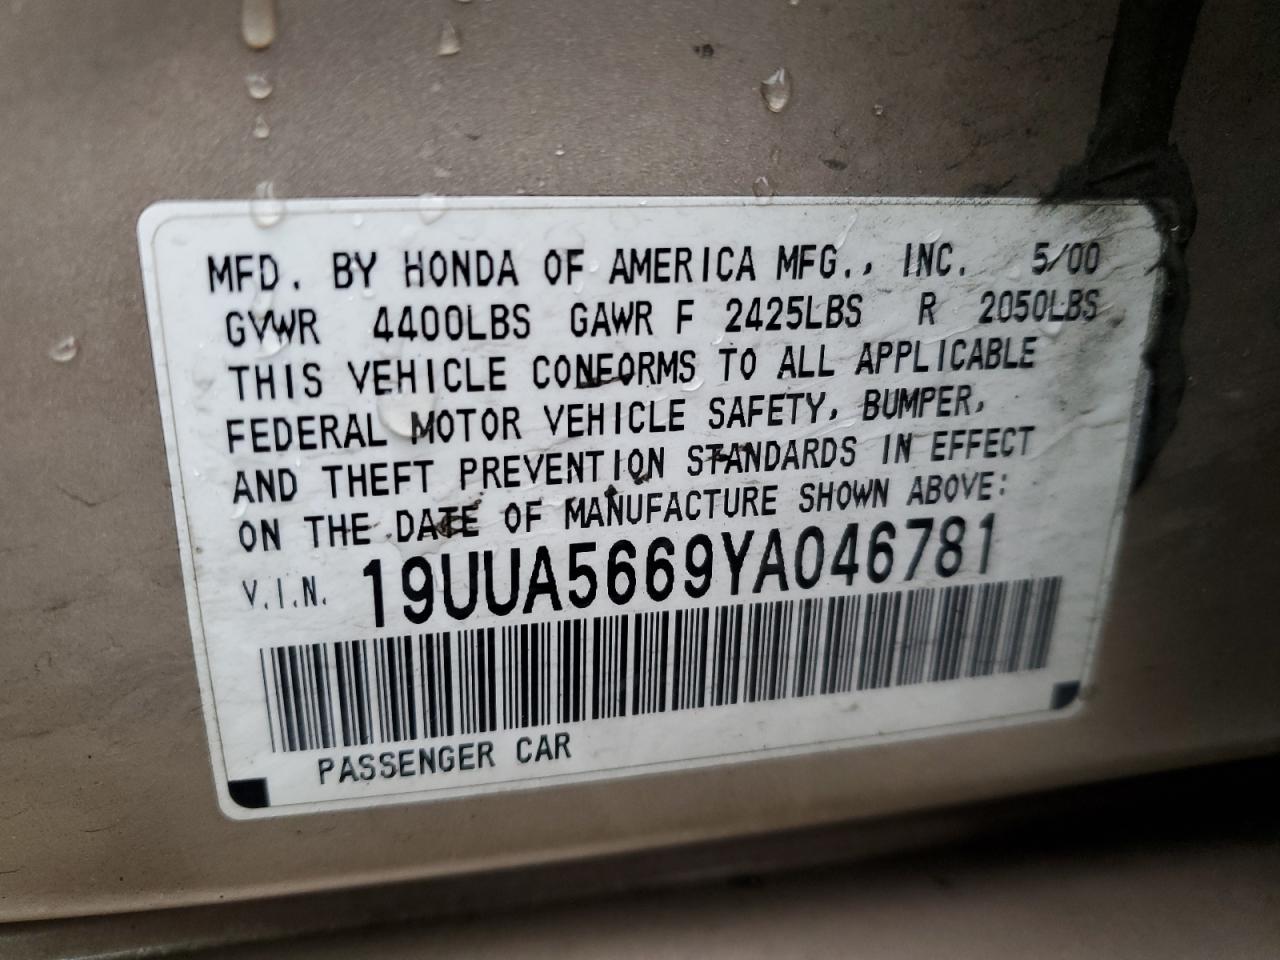 MFD. BY HONDA OF AMERICA MFG., INC. 5/00
GVWR 4400LBS GAWR F 2425LBS R 2050LBS
THIS VEHICLE CONFORMS TO ALL APPLICABLE
FEDERAL MOTOR VEHICLE SAFETY, BUMPER,
AND THEFT PREVENTION STANDARDS IN EFFECT
ON THE DATE OF MANUFACTURE SHOWN ABOVE:
V.I.N. 19UUA5669YA046781
PASSENGER CAR